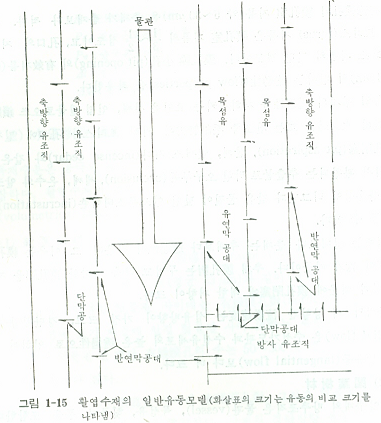 물관
축방향 유조직
축방향 유조직
목섬유
목섬유
축방향 유조직
유연막공대
반연막공대
단막공
단막공대
방사 유조직
반연막공대
그림 1-15 활엽수재의 일반유동모델(화살표의 크기는 유동의 비교 크기를
나타냄)